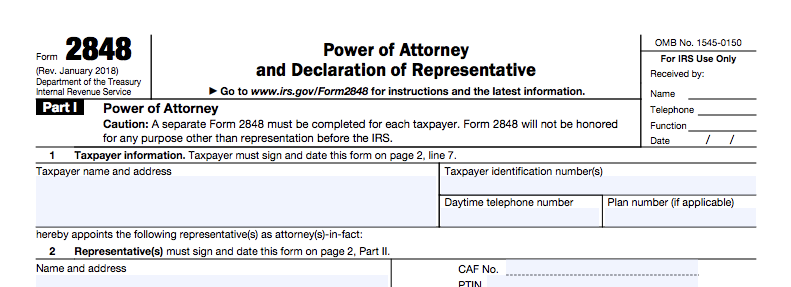 Form 2848
(Rev. January 2018)
Department of the Treasury
Internal Revenue Service
Power of Attorney
and Declaration of Representative
▶ Go to www.irs.gov/Form2848 for instructions and the latest information.
OMB No. 1545-0150
For IRS Use Only
Received by:
Name
Telephone
Function
Date / /
Part I Power of Attorney
Caution: A separate Form 2848 must be completed for each taxpayer. Form 2848 will not be honored
for any purpose other than representation before the IRS.
1 Taxpayer information. Taxpayer must sign and date this form on page 2, line 7.
Taxpayer name and address
Taxpayer identification number(s)
Daytime telephone number
Plan number (if applicable)
hereby appoints the following representative(s) as attorney(s)-in-fact:
2 Representative(s) must sign and date this form on page 2, Part II.
Name and address
CAF No.
PTIN